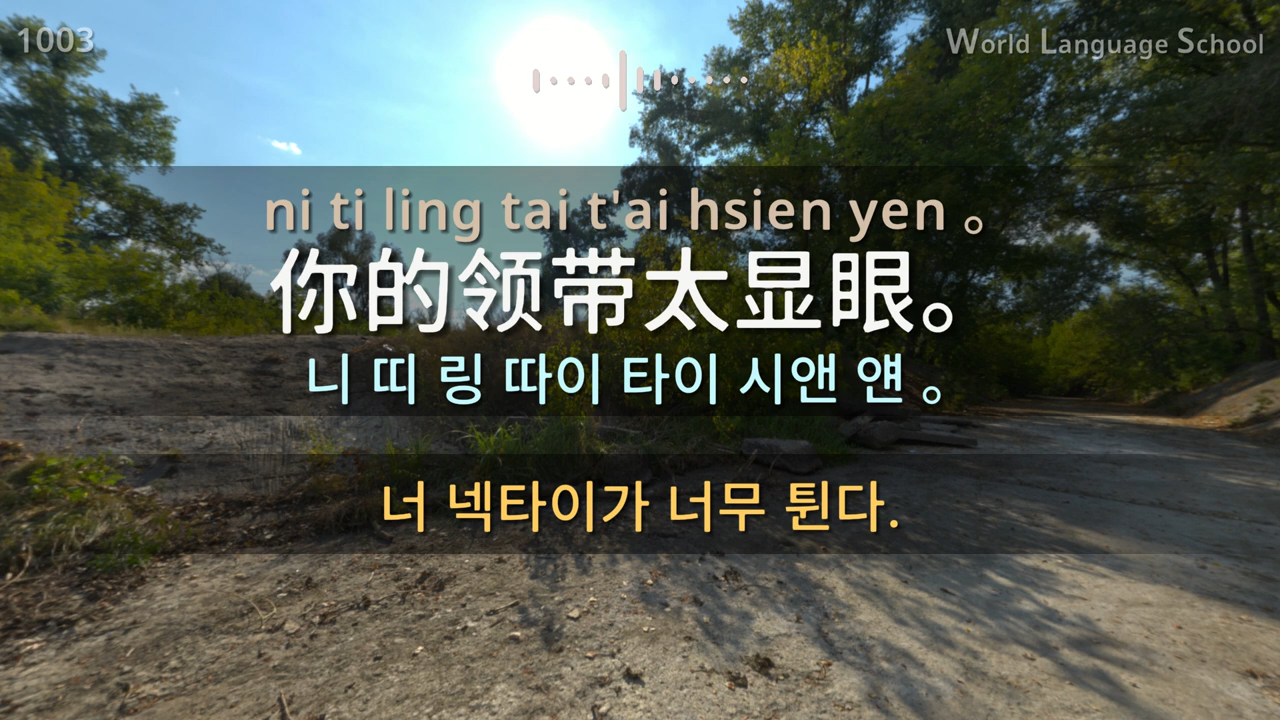 1003
World Language School
ni ti ling tai t'ai hsien yen 。
你的领带太显眼。
니 띠 링 따이 타이 시앤 얜 。
너 넥타이가 너무 튄다.